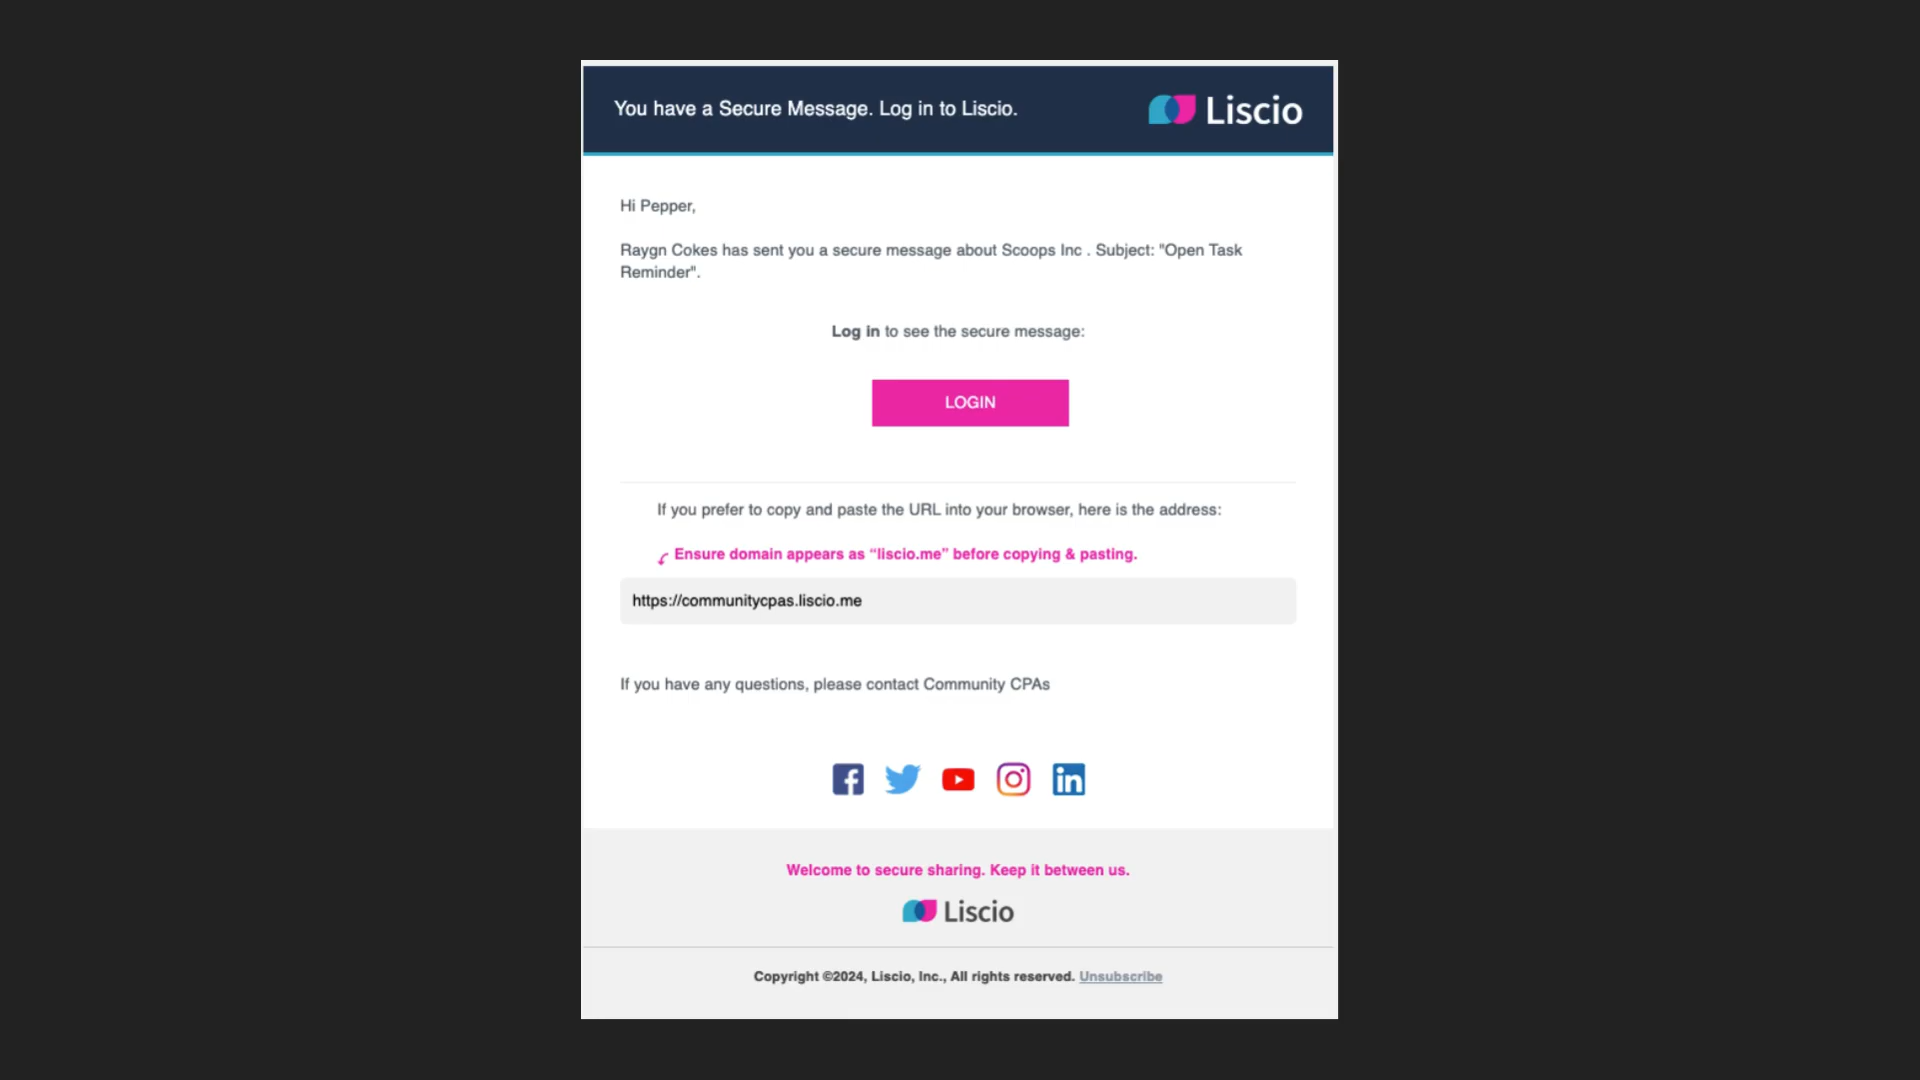 You have a Secure Message. Log in to Liscio.
Liscio
Hi Pepper,
Raygn Cokes has sent you a secure message about Scoops Inc . Subject: "Open Task
Reminder".
Log in to see the secure message:
LOGIN
If you prefer to copy and paste the URL into your browser, here is the address:
Ensure domain appears as “liscio.me” before copying & pasting.
https://communitycpas.liscio.me
If you have any questions, please contact Community CPAs
Welcome to secure sharing. Keep it between us.
Liscio
Copyright ©2024, Liscio, Inc., All rights reserved. Unsubscribe